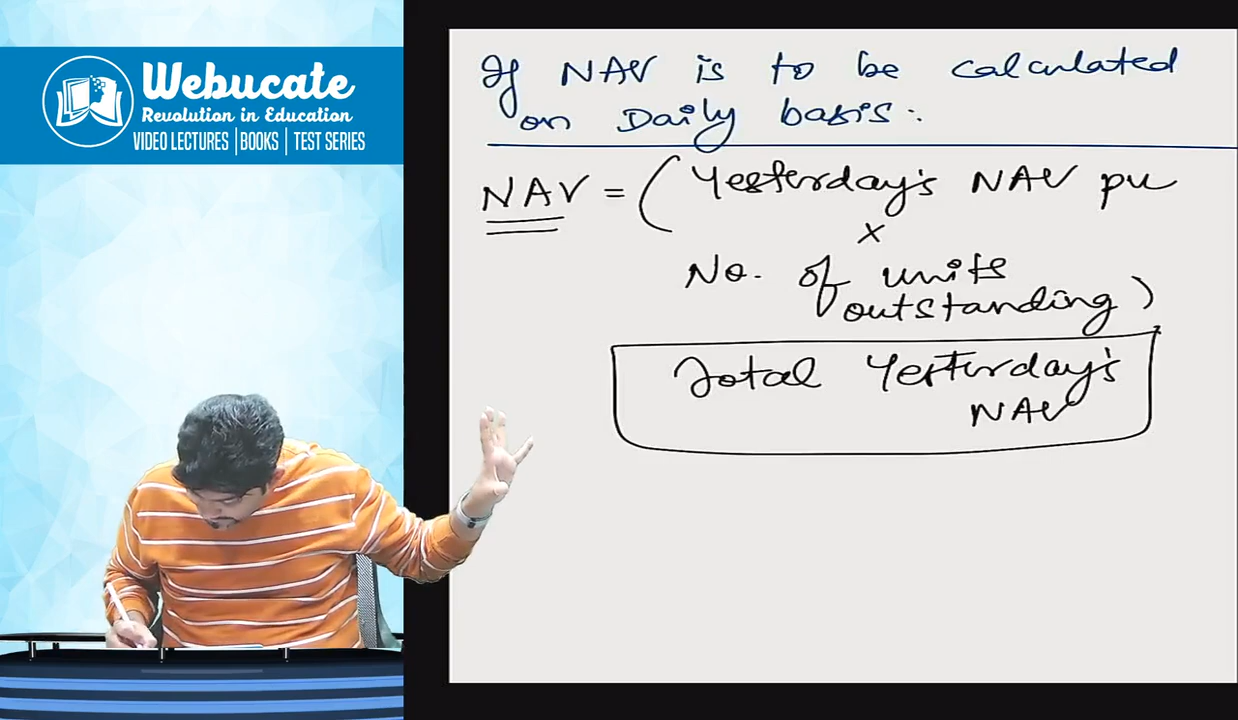 Webucate
Revolution in Education
VIDEO LECTURES | BOOKS | TEST SERIES
If NAV is to be calculated
on Daily basis:
NAV = ( Yesterday's NAV pu
×
No. of units
outstanding )
Total Yesterday's
NAV